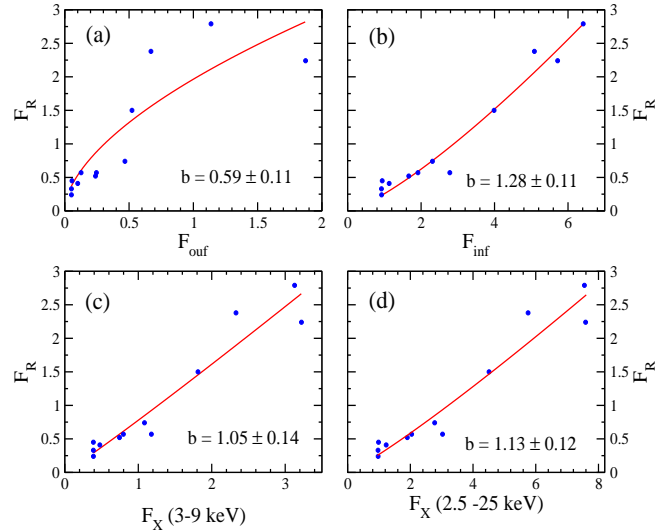 (a)
(b)
3
2.5
2
1.5
1
0.5
0
F_R
b = 0.59 ± 0.11
b = 1.28 ± 0.11
3
2.5
2
1.5
1
0.5
0
F_R
0 0.5 1 1.5 2
0 2 4 6
F_ouf
F_inf
(c)
(d)
3
2.5
2
1.5
1
0.5
0
F_R
b = 1.05 ± 0.14
b = 1.13 ± 0.12
3
2.5
2
1.5
1
0.5
0
F_R
0 1 2 3
0 2 4 6 8
F_X (3-9 keV)
F_X (2.5 -25 keV)